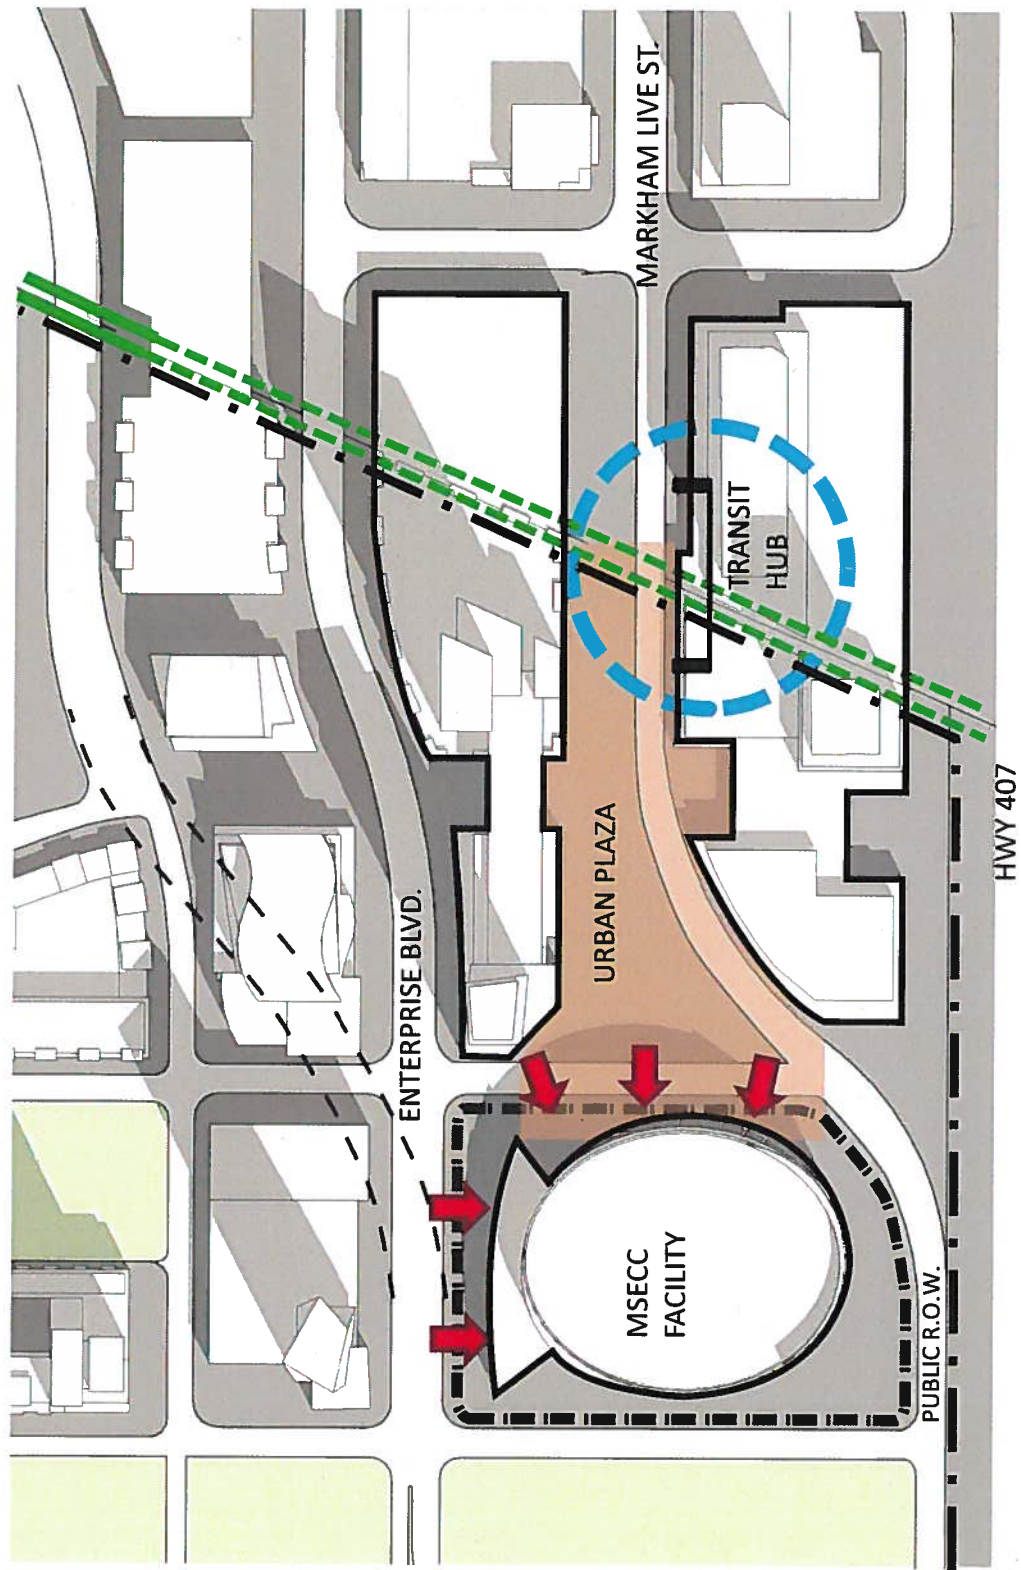 MARKHAM LIVE ST.
TRANSIT
HUB
URBAN PLAZA
ENTERPRISE BLVD.
HWY 407
MSECC
FACILITY
PUBLIC R.O.W.